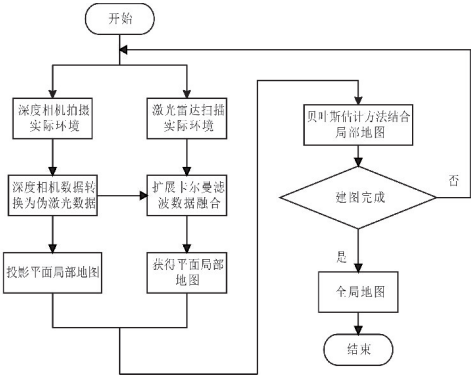 开始
深度相机拍摄
实际环境
激光雷达扫描
实际环境
深度相机数据转
换为伪激光数据
扩展卡尔曼滤
波数据融合
投影平面局部地图
获得平面局部
地图
贝叶斯估计方法结合
局部地图
建图完成
否
是
全局地图
结束